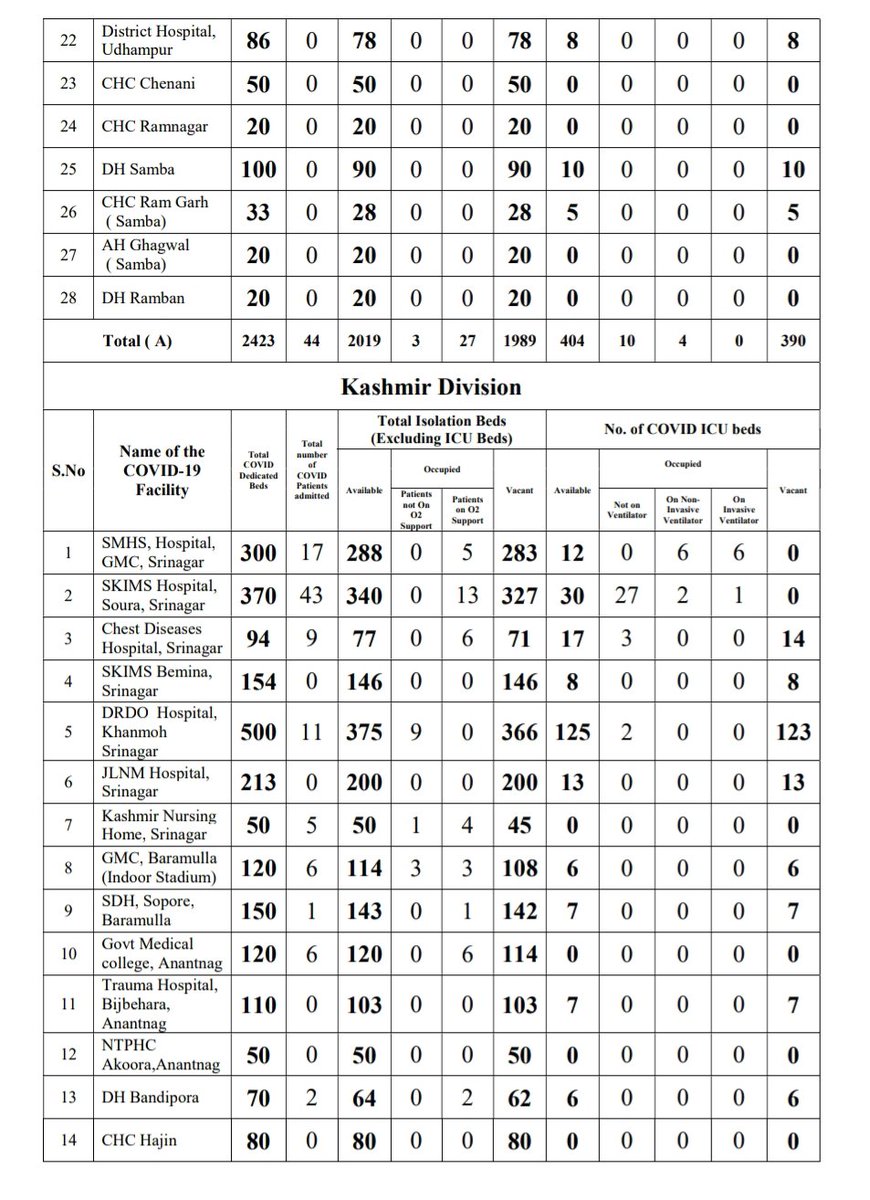 22 District Hospital, Udhampur 86 0 78 0 0 78 8 0 0 0 8
23 CHC Chenani 50 0 50 0 0 50 0 0 0 0 0
24 CHC Ramnagar 20 0 20 0 0 20 0 0 0 0 0
25 DH Samba 100 0 90 0 0 90 10 0 0 0 10
26 CHC Ram Garh ( Samba) 33 0 28 0 0 28 5 0 0 0 5
27 AH Ghagwal ( Samba) 20 0 20 0 0 20 0 0 0 0 0
28 DH Ramban 20 0 20 0 0 20 0 0 0 0 0
Total ( A) 2423 44 2019 3 27 1989 404 10 4 0 390
Kashmir Division
S.No
Name of the COVID-19 Facility
Total COVID Dedicated Beds
Total number of COVID Patients admitted
Total Isolation Beds (Excluding ICU Beds)
Available
Occupied
Patients not On O2 Support
Patients on O2 Support
Vacant
No. of COVID ICU beds
Available
Occupied
Not on Ventilator
On Non-Invasive Ventilator
On Invasive Ventilator
Vacant
1 SMHS, Hospital, GMC, Srinagar 300 17 288 0 5 283 12 0 6 6 0
2 SKIMS Hospital, Soura, Srinagar 370 43 340 0 13 327 30 27 2 1 0
3 Chest Diseases Hospital, Srinagar 94 9 77 0 6 71 17 3 0 0 14
4 SKIMS Bemina, Srinagar 154 0 146 0 0 146 8 0 0 0 8
5 DRDO Hospital, Khanmoh Srinagar 500 11 375 9 0 366 125 2 0 0 123
6 JLNM Hospital, Srinagar 213 0 200 0 0 200 13 0 0 0 13
7 Kashmir Nursing Home, Srinagar 50 5 50 1 4 45 0 0 0 0 0
8 GMC, Baramulla (Indoor Stadium) 120 6 114 3 3 108 6 0 0 0 6
9 SDH, Sopore, Baramulla 150 1 143 0 1 142 7 0 0 0 7
10 Govt Medical college, Anantnag 120 6 120 0 6 114 0 0 0 0 0
11 Trauma Hospital, Bijbehara, Anantnag 110 0 103 0 0 103 7 0 0 0 7
12 NTPHC Akoora,Anantnag 50 0 50 0 0 50 0 0 0 0 0
13 DH Bandipora 70 2 64 0 2 62 6 0 0 0 6
14 CHC Hajin 80 0 80 0 0 80 0 0 0 0 0